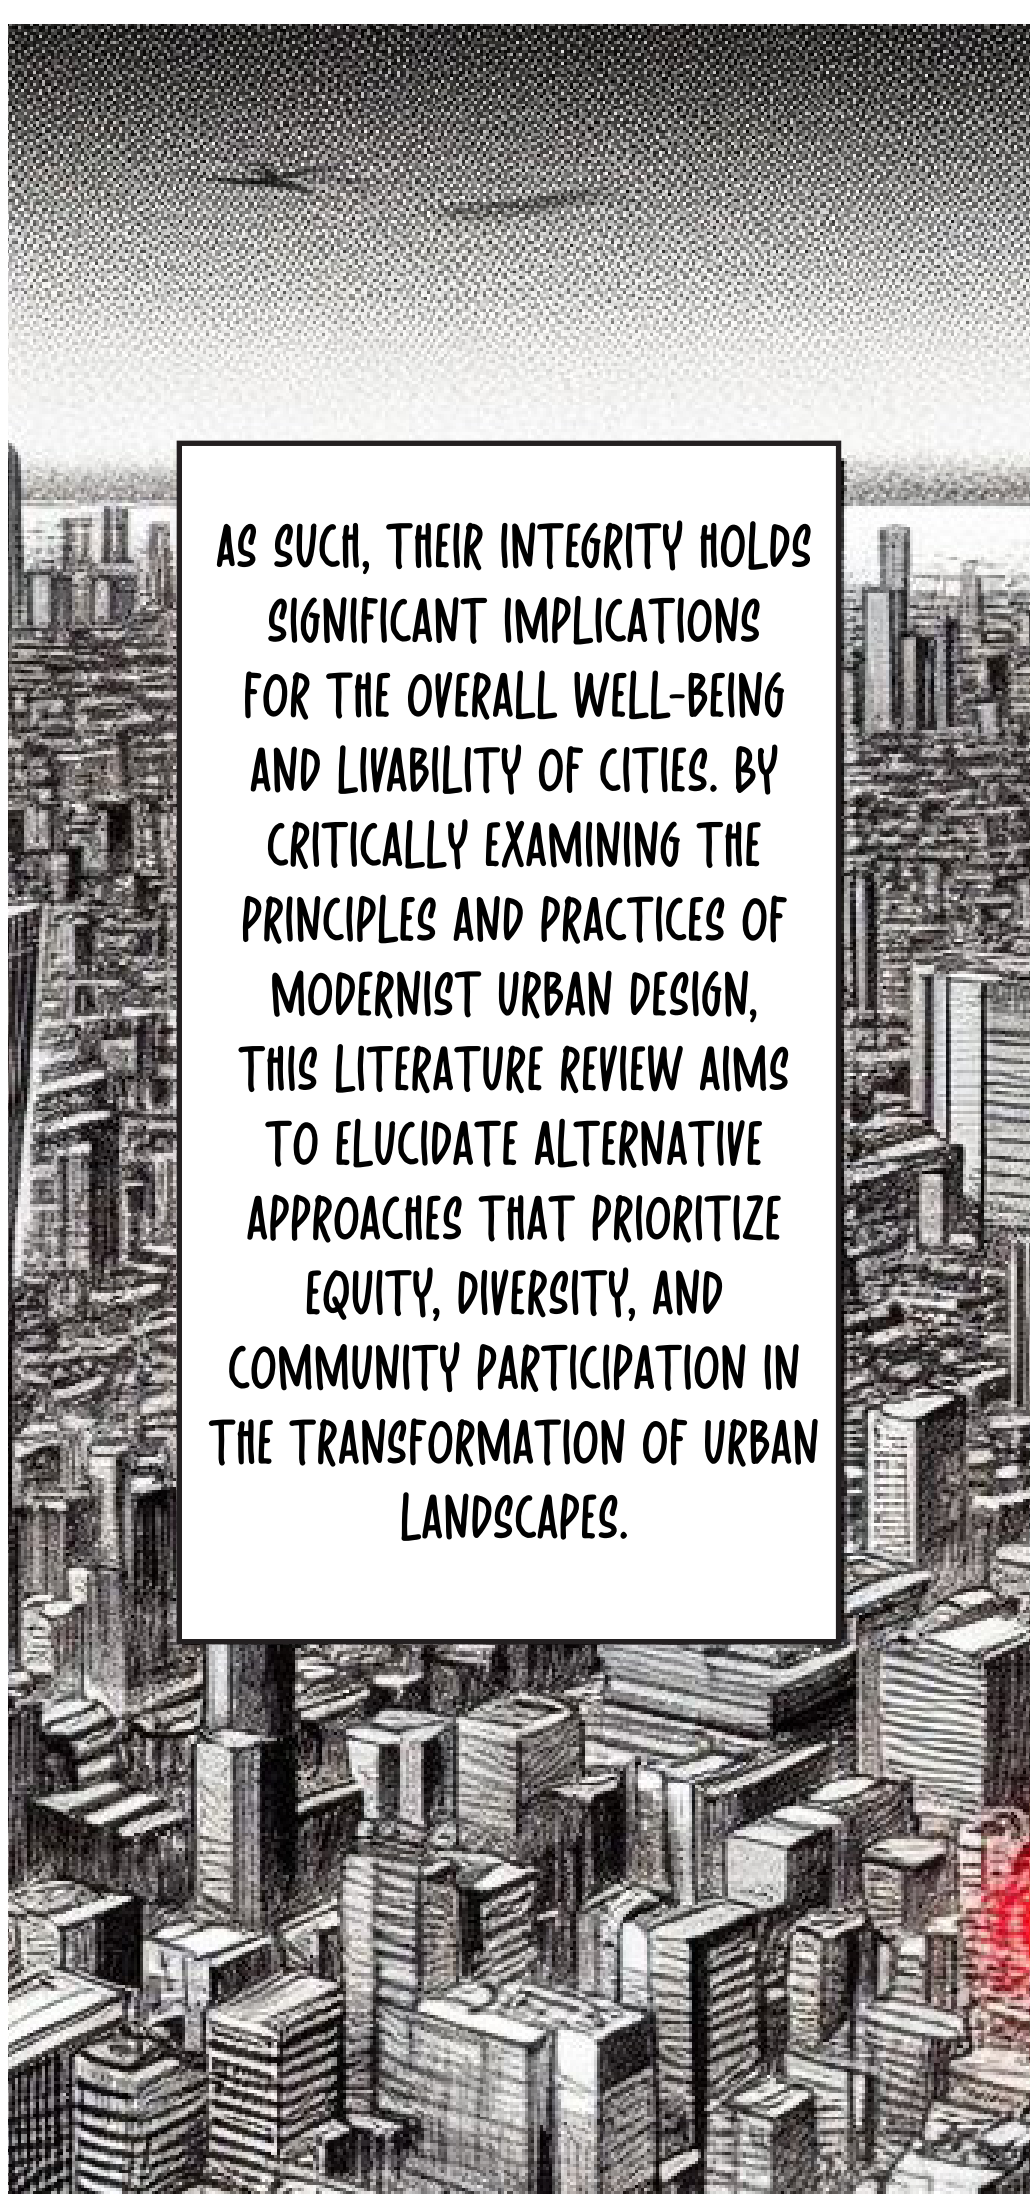 AS SUCH, THEIR INTEGRITY HOLDS
SIGNIFICANT IMPLICATIONS
FOR THE OVERALL WELL-BEING
AND LIVABILITY OF CITIES. BY
CRITICALLY EXAMINING THE
PRINCIPLES AND PRACTICES OF
MODERNIST URBAN DESIGN,
THIS LITERATURE REVIEW AIMS
TO ELUCIDATE ALTERNATIVE
APPROACHES THAT PRIORITIZE
EQUITY, DIVERSITY, AND
COMMUNITY PARTICIPATION IN
THE TRANSFORMATION OF URBAN
LANDSCAPES.